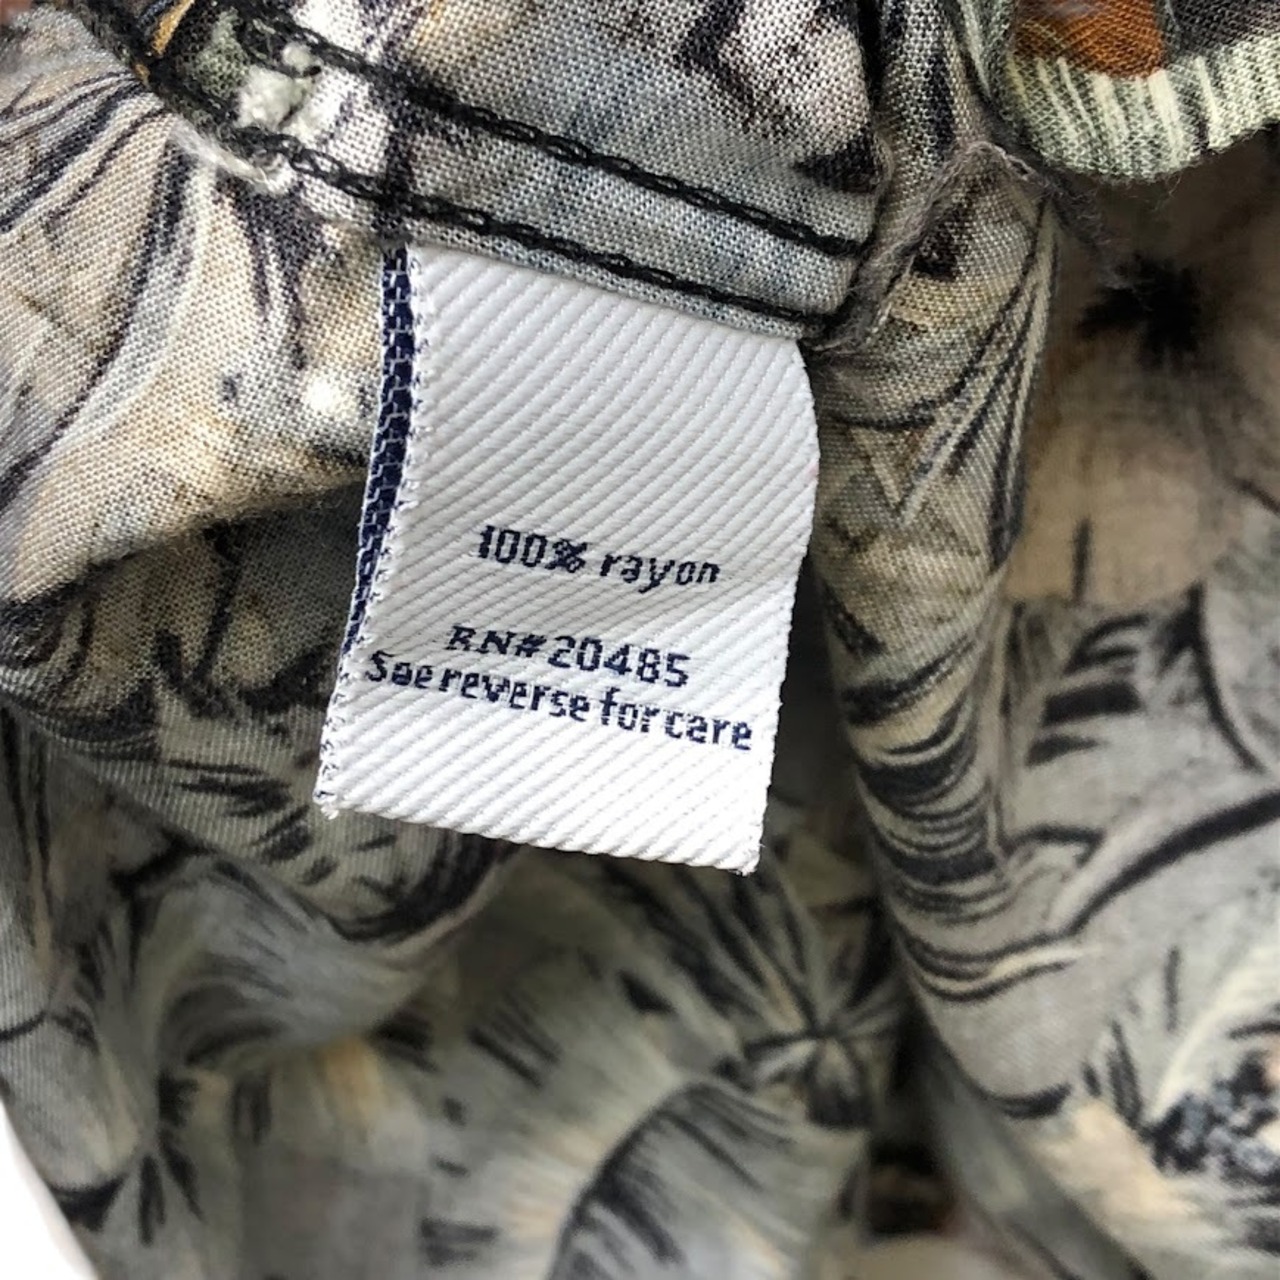 100% rayon
RN#20485
See reverse for care